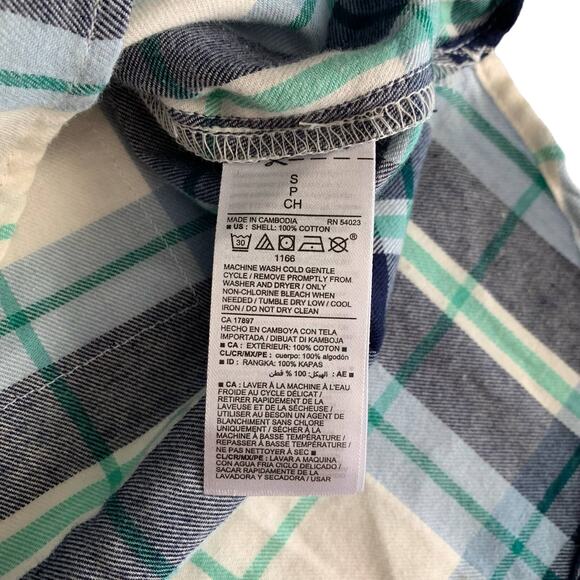 S
P
CH
MADE IN CAMBODIA RN 54023
■ US : SHELL: 100% COTTON
30 ®
1166
MACHINE WASH COLD GENTLE
CYCLE / REMOVE PROMPTLY FROM
WASHER AND DRYER / ONLY
NON-CHLORINE BLEACH WHEN
NEEDED / TUMBLE DRY LOW / COOL
IRON / DO NOT DRY CLEAN
CA 17897
HECHO EN CAMBOYA CON TELA
IMPORTADA / DIBUAT DI KAMBOJA
■ CA : EXTÉRIEUR: 100% COTON ■
CL/CR/MX/PE : cuerpo: 100% algodón
■ ID : RANGKA: 100% KAPAS
■ AE : الهيكل: 100 % قطن
■ CA : LAVER À LA MACHINE À L'EAU
FROIDE AU CYCLE DÉLICAT /
RETIRER RAPIDEMENT DE LA
LAVEUSE ET DE LA SÉCHEUSE /
UTILISER AU BESOIN UN AGENT DE
BLANCHIMENT SANS CHLORE
UNIQUEMENT / SÉCHER À LA
MACHINE À BASSE TEMPÉRATURE /
REPASSER À BASSE TEMPÉRATURE /
NE PAS NETTOYER À SEC ■
CL/CR/MX/PE : LAVAR A MAQUINA
CON AGUA FRIA CICLO DELICADO /
SACAR RAPIDAMENTE DE LA
LAVADORA Y SECADORA / USAR